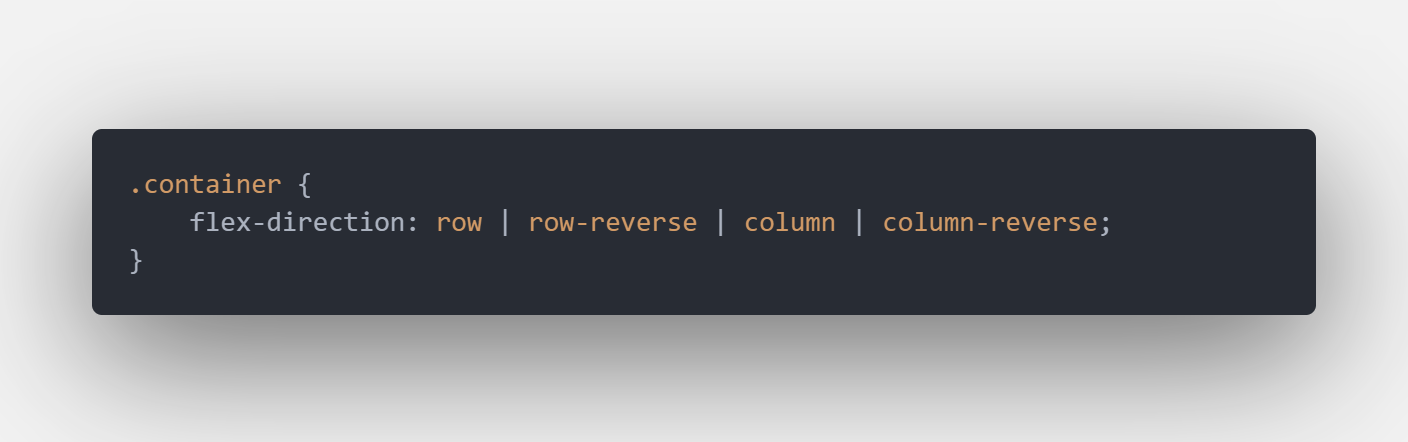 .container {
    flex-direction: row | row-reverse | column | column-reverse;
}